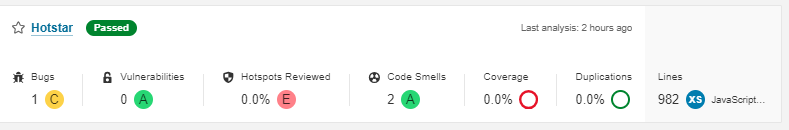 Hotstar Passed Last analysis: 2 hours ago
Bugs Vulnerabilities Hotspots Reviewed Code Smells Coverage Duplications Lines
1 C 0 A 0.0% E 2 A 0.0% 0.0% 982 XS JavaScript...